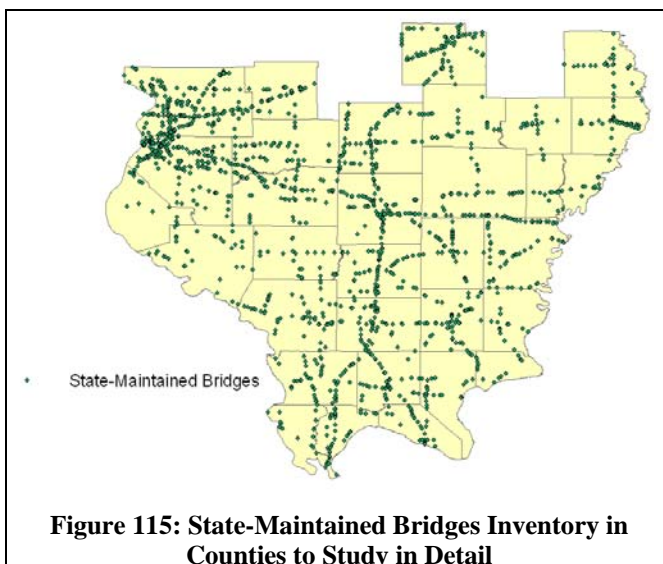 State-Maintained Bridges
Figure 115: State-Maintained Bridges Inventory in
Counties to Study in Detail